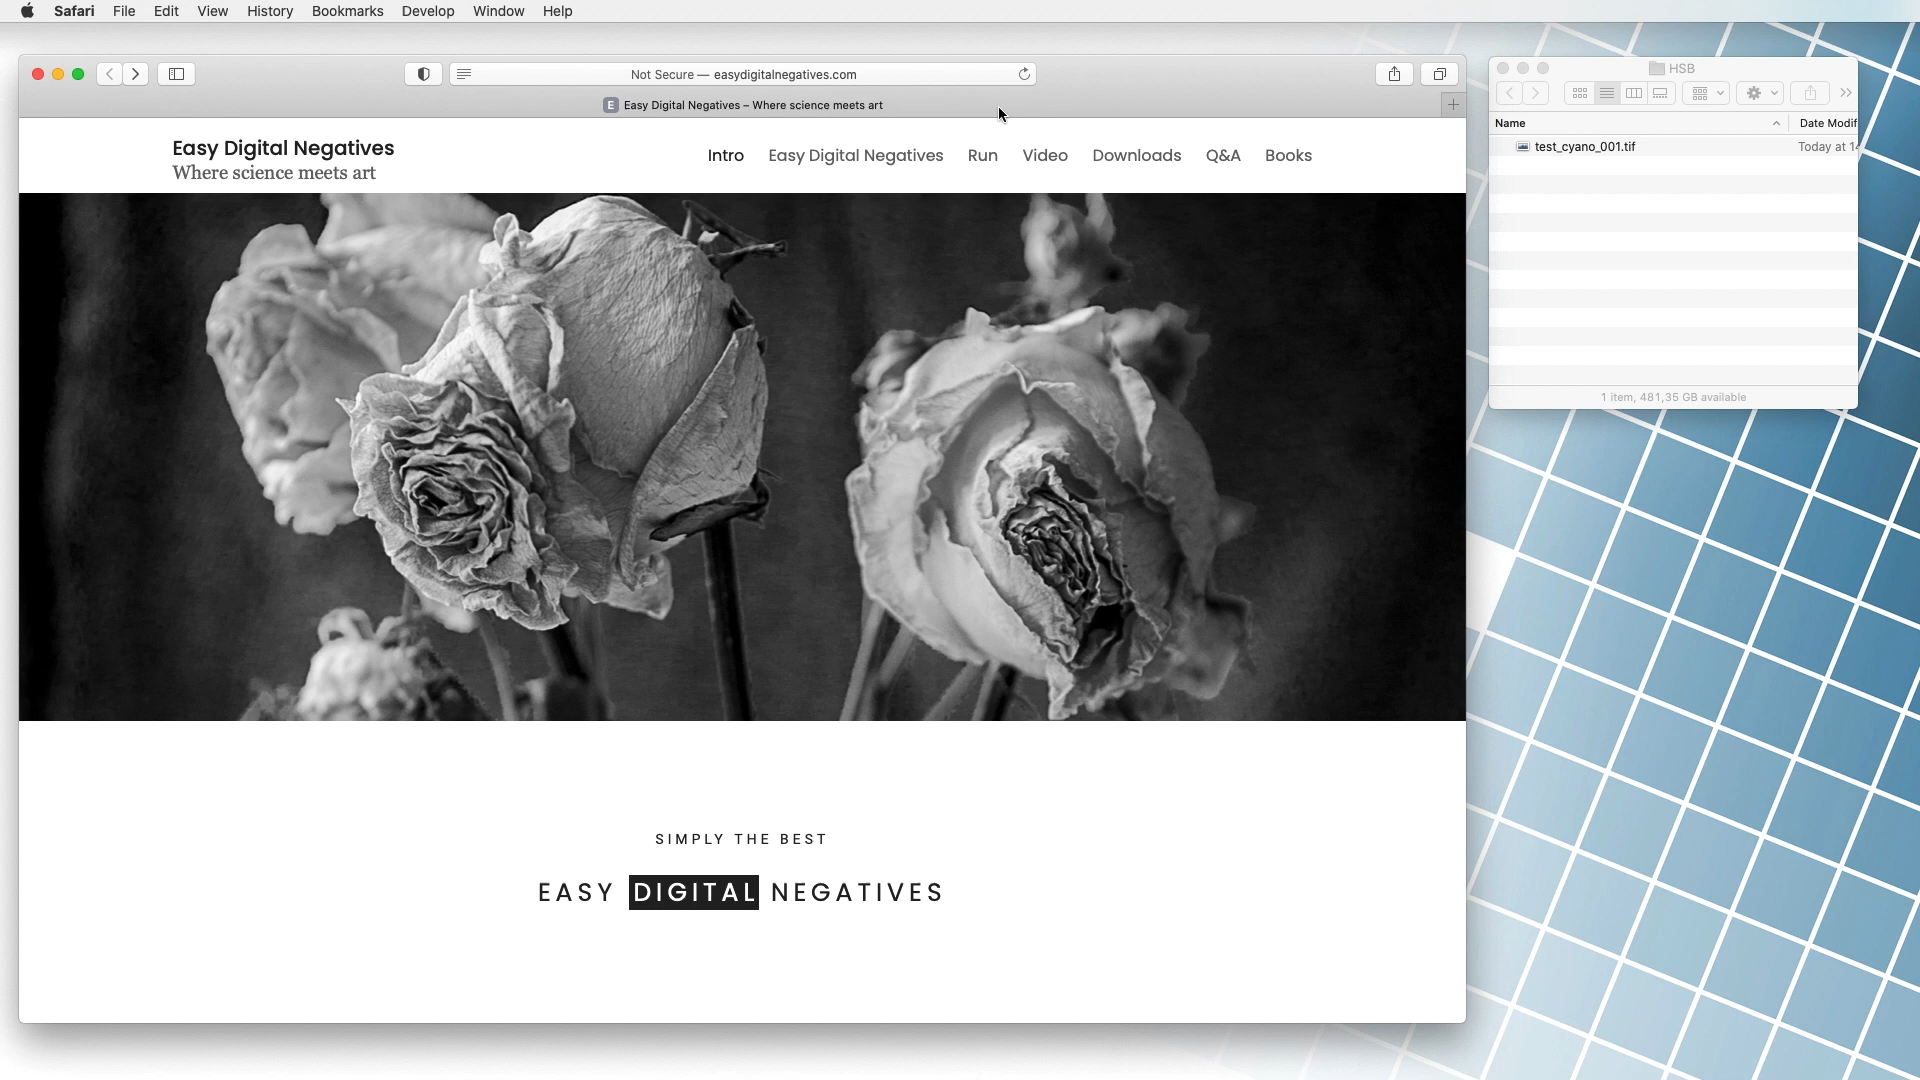 Safari File Edit View History Bookmarks Develop Window Help
Not Secure — easydigitalnegatives.com
E Easy Digital Negatives – Where science meets art
Easy Digital Negatives
Where science meets art
Intro Easy Digital Negatives Run Video Downloads Q&A Books
SIMPLY THE BEST
EASY DIGITAL NEGATIVES
HSB
Name Date Modif
test_cyano_001.tif Today at 14
1 item, 481,35 GB available